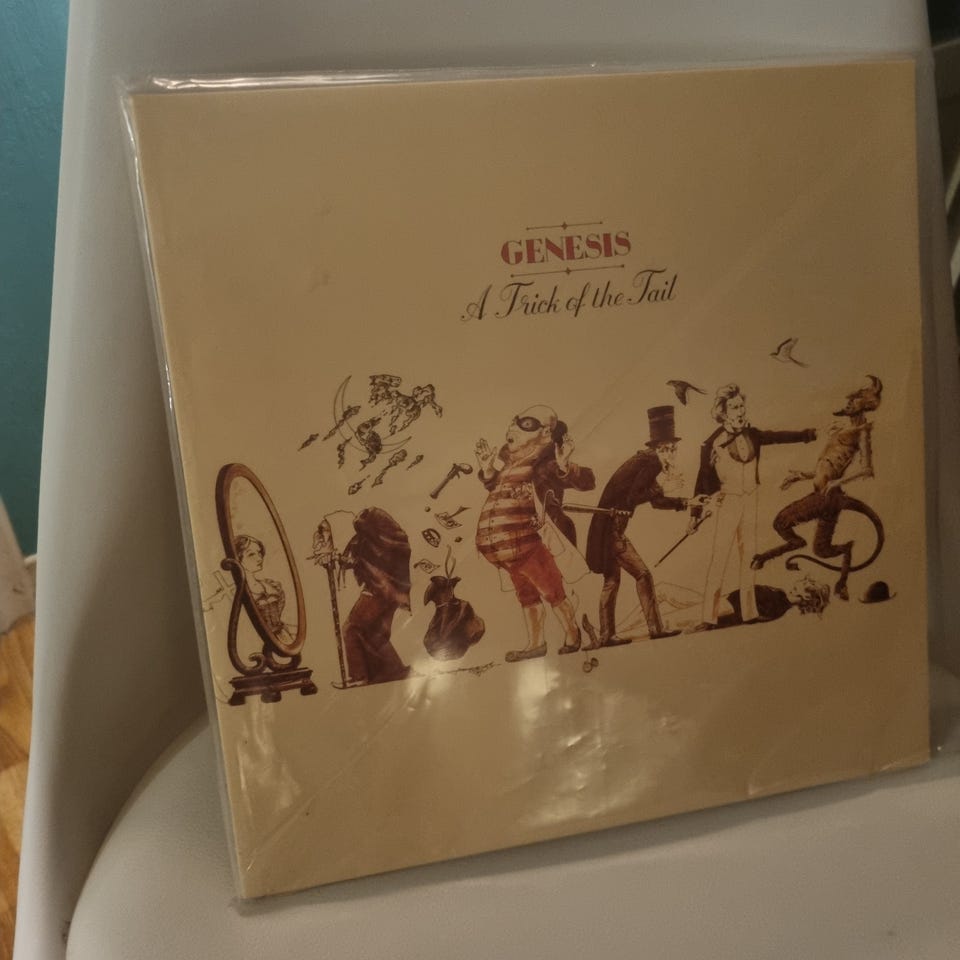 GENESIS
A Trick of the Tail